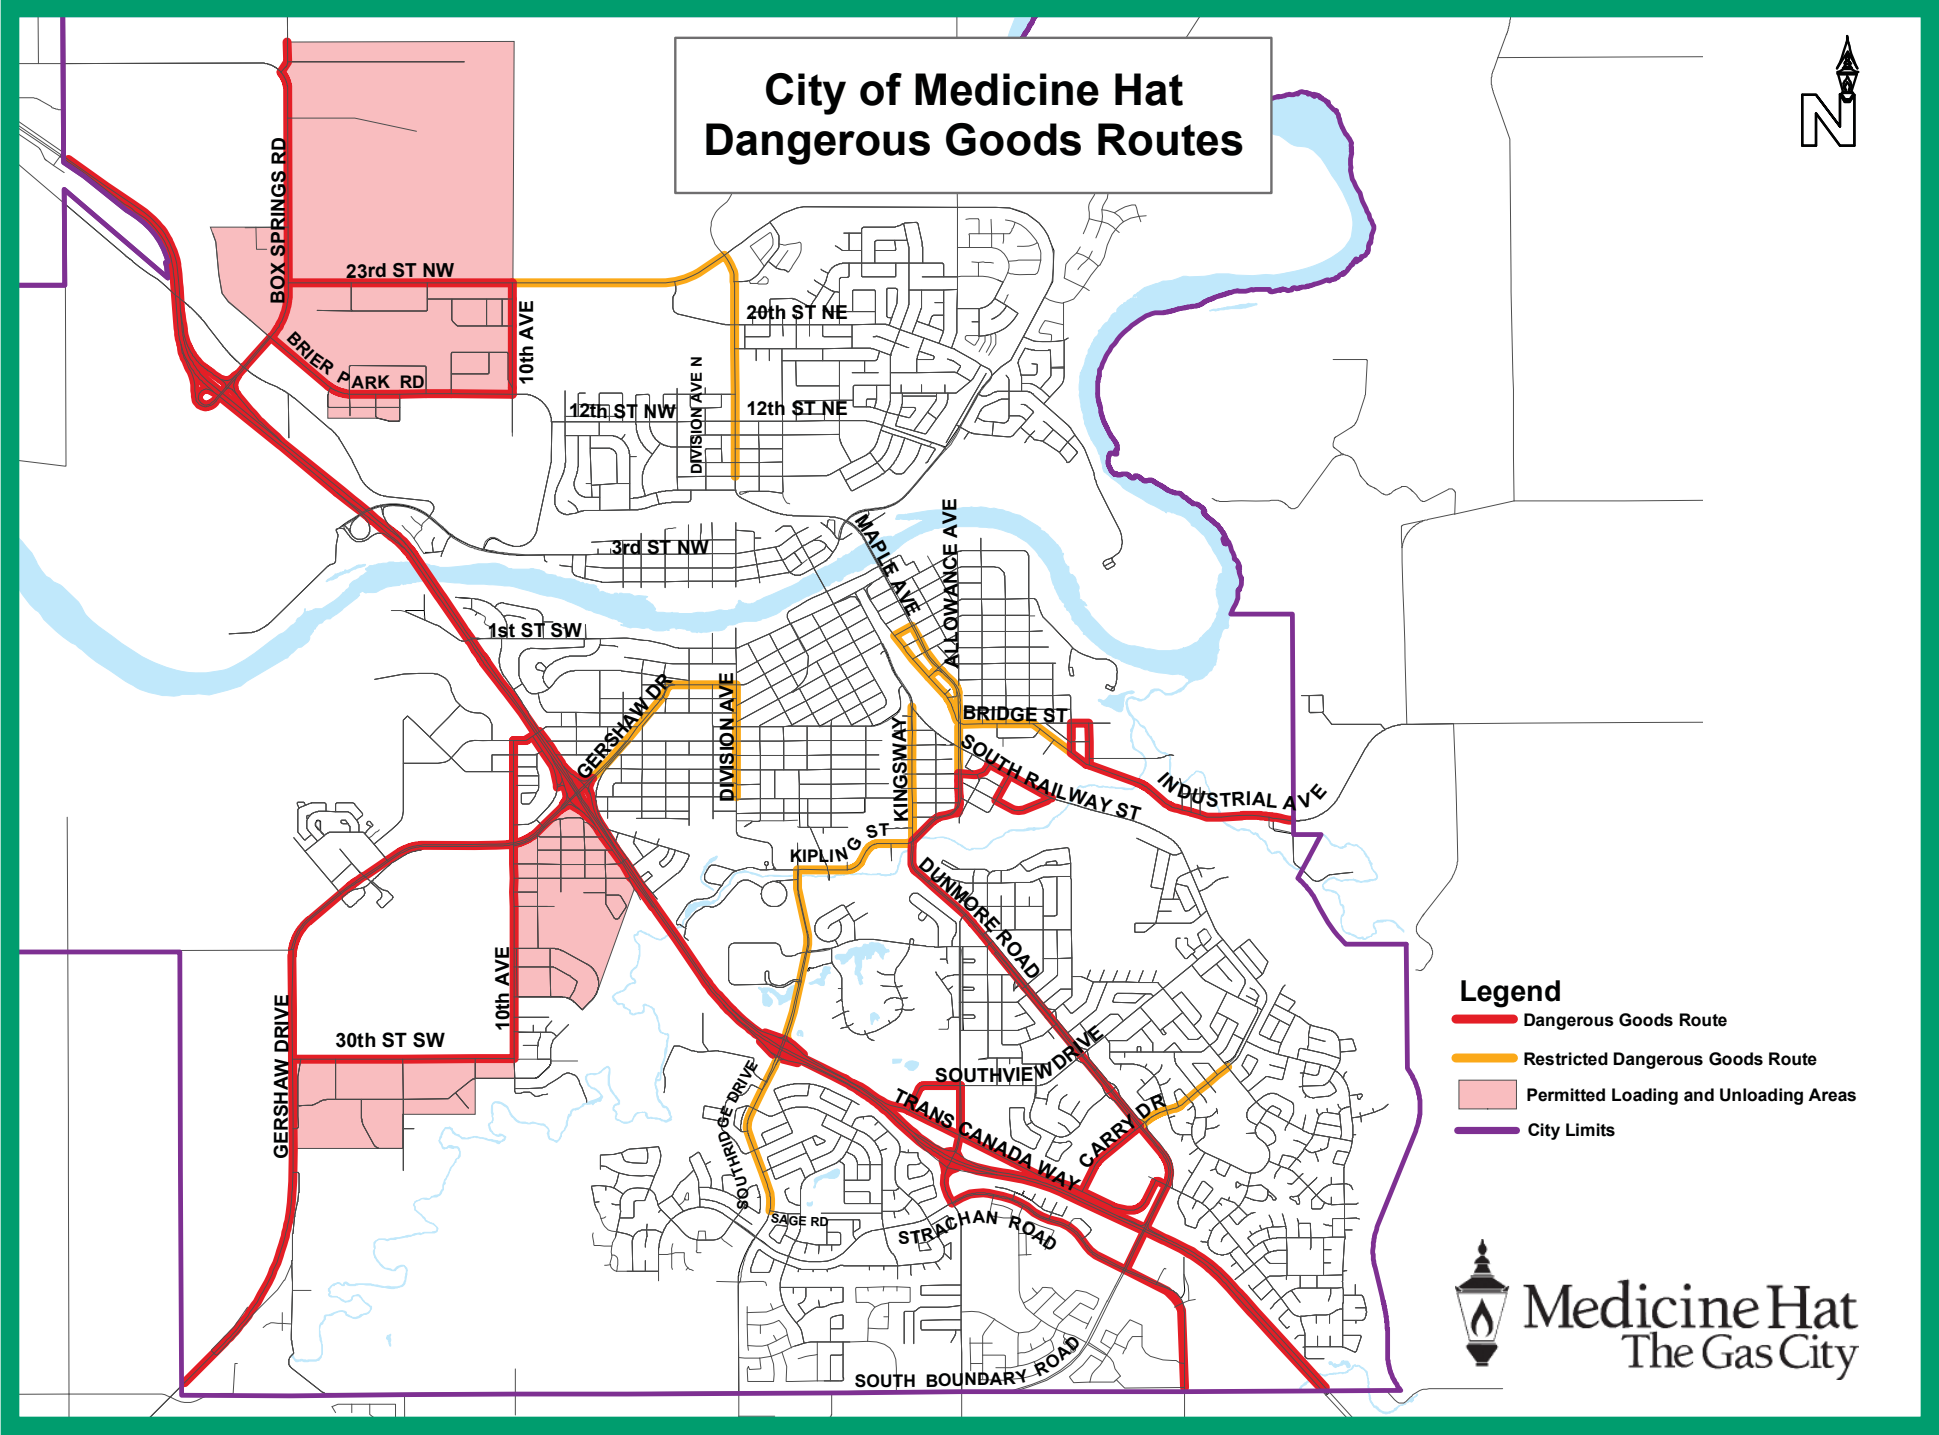 City of Medicine Hat
Dangerous Goods Routes
N
BOX SPRINGS RD
23rd ST NW
10th AVE
BRIER PARK RD
20th ST NE
DIVISION AVE N
12th ST NW
12th ST NE
3rd ST NW
MAPLE AVE
ALLOWANCE AVE
1st ST SW
GERSHAW DR
DIVISION AVE
BRIDGE ST
KINGSWAY
SOUTH RAILWAY ST
INDUSTRIAL AVE
KIPLING ST
DUNMORE ROAD
10th AVE
GERSHAW DRIVE
30th ST SW
SOUTHVIEW DRIVE
SOUTHRIDGE DRIVE
TRANS CANADA WAY
CARRY DR
SAGE RD
STRACHAN ROAD
SOUTH BOUNDARY ROAD
Legend
Dangerous Goods Route
Restricted Dangerous Goods Route
Permitted Loading and Unloading Areas
City Limits
Medicine Hat
The Gas City